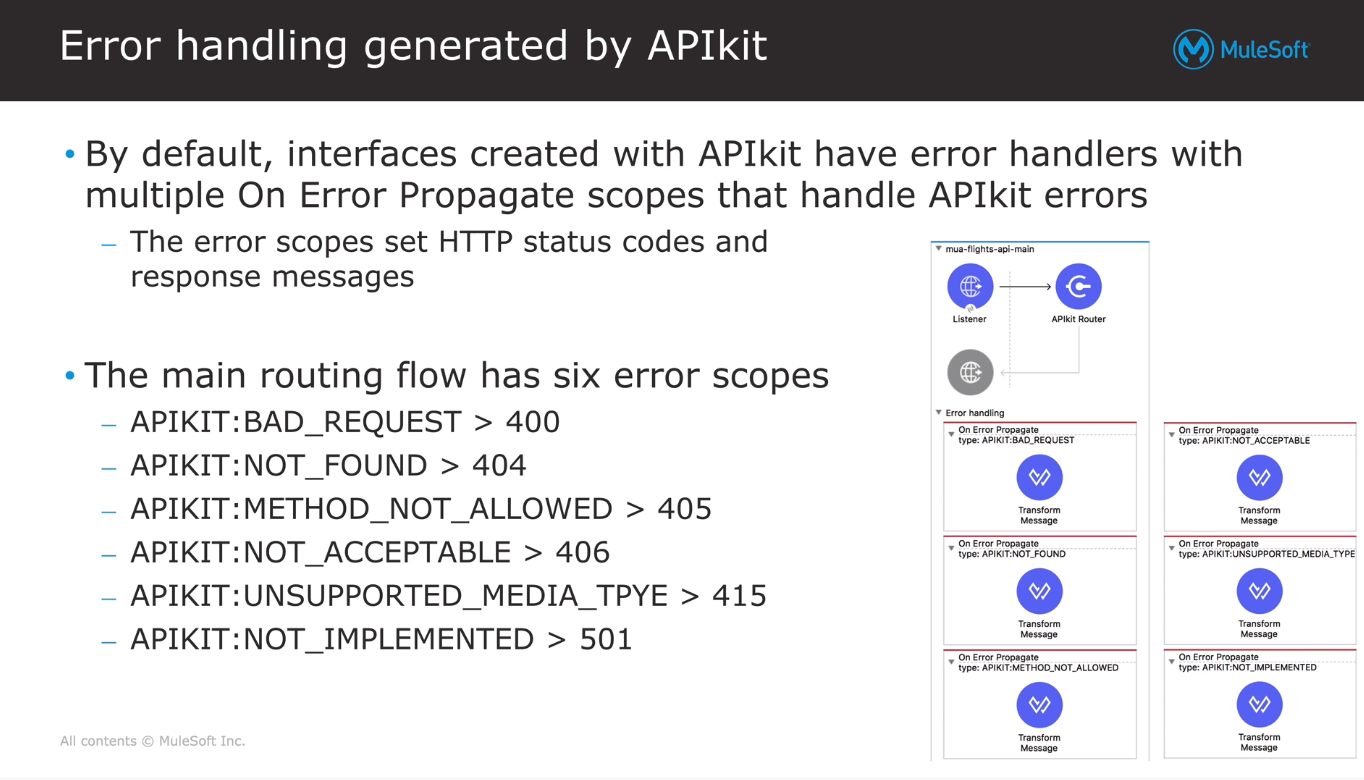 Error handling generated by APIkit
MuleSoft
• By default, interfaces created with APIkit have error handlers with
multiple On Error Propagate scopes that handle APIkit errors
– The error scopes set HTTP status codes and
response messages
• The main routing flow has six error scopes
– APIKIT:BAD_REQUEST > 400
– APIKIT:NOT_FOUND > 404
– APIKIT:METHOD_NOT_ALLOWED > 405
– APIKIT:NOT_ACCEPTABLE > 406
– APIKIT:UNSUPPORTED_MEDIA_TPYE > 415
– APIKIT:NOT_IMPLEMENTED > 501
mua-flights-api-main
Listener
APIkit Router
Error handling
On Error Propagate
type: APIKIT:BAD_REQUEST
Transform
Message
On Error Propagate
type: APIKIT:NOT_ACCEPTABLE
Transform
Message
On Error Propagate
type: APIKIT:NOT_FOUND
Transform
Message
On Error Propagate
type: APIKIT:UNSUPPORTED_MEDIA_TYPE
Transform
Message
On Error Propagate
type: APIKIT:METHOD_NOT_ALLOWED
Transform
Message
On Error Propagate
type: APIKIT:NOT_IMPLEMENTED
Transform
Message
All contents © MuleSoft Inc.